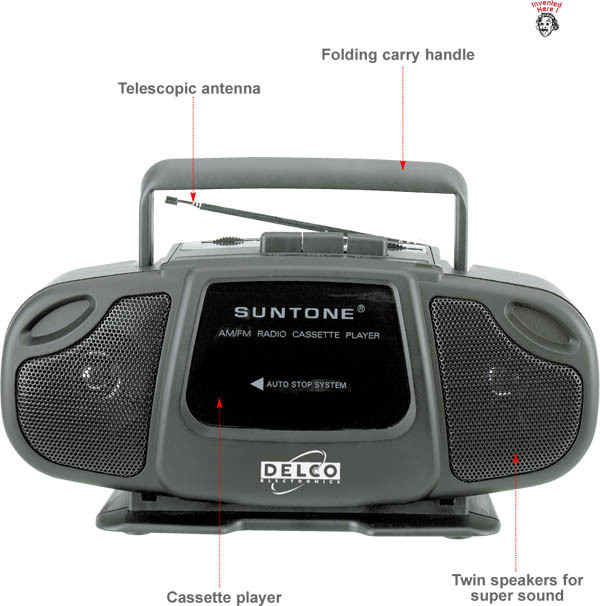 Invented
Here !
Folding carry handle
Telescopic antenna
SUNTONE®
AM/FM RADIO CASSETTE PLAYER
AUTO STOP SYSTEM
DELCO
ELECTRONICS
Cassette player
Twin speakers for
super sound